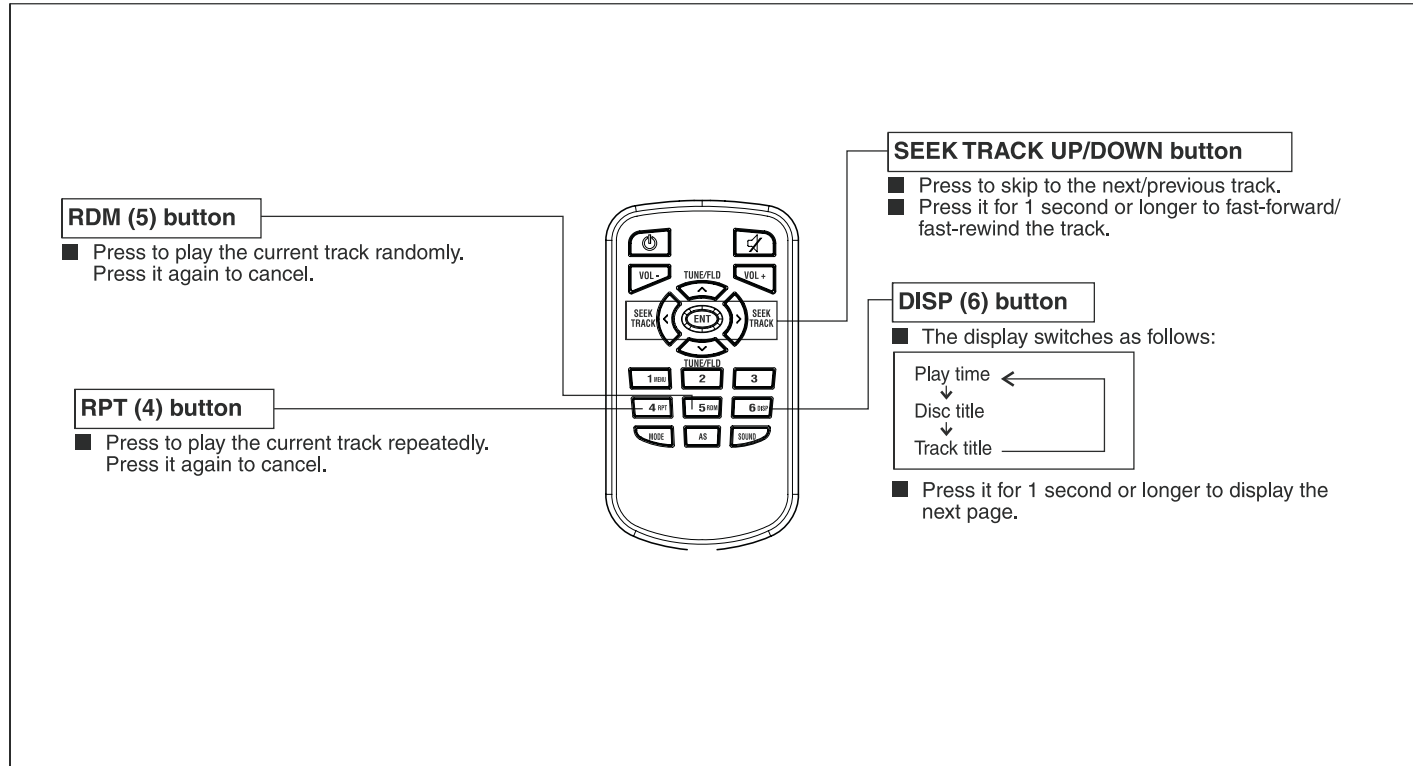 RDM (5) button
■ Press to play the current track randomly.
Press it again to cancel.
RPT (4) button
■ Press to play the current track repeatedly.
Press it again to cancel.
VOL -
TUNE/FLD
VOL +
SEEK
TRACK
ENT
SEEK
TRACK
TUNE/FLD
1 MENU
2
3
4 RPT
5 RDM
6 DISP
MODE
AS
SOUND
SEEK TRACK UP/DOWN button
■ Press to skip to the next/previous track.
■ Press it for 1 second or longer to fast-forward/
fast-rewind the track.
DISP (6) button
■ The display switches as follows:
Play time
Disc title
Track title
■ Press it for 1 second or longer to display the
next page.